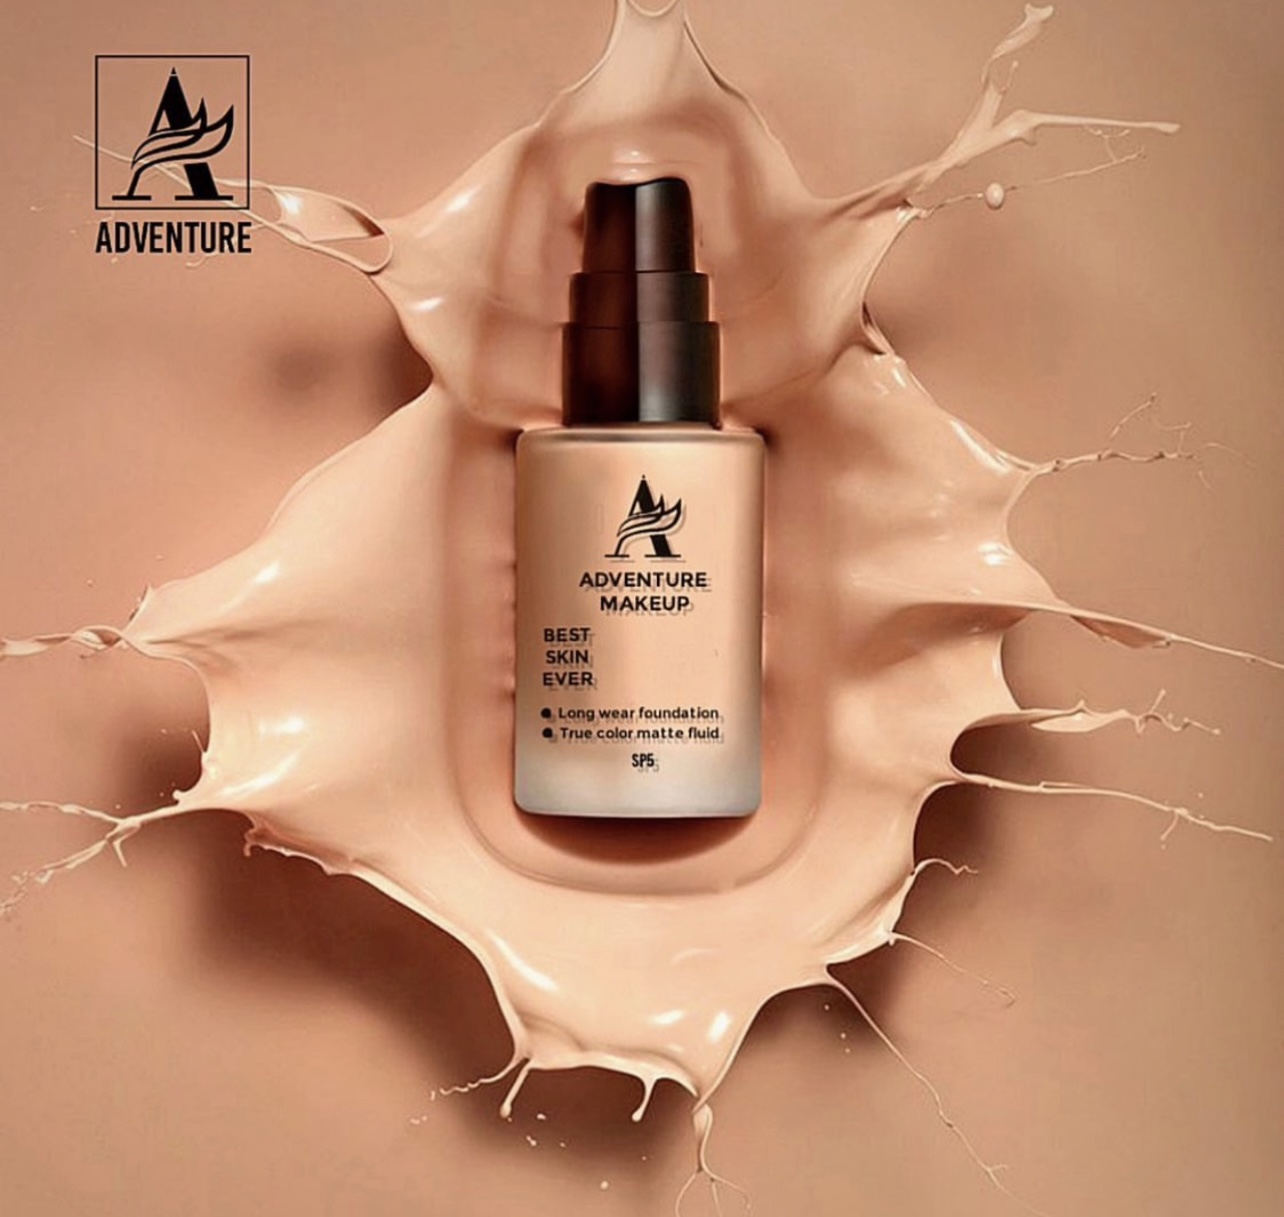 ADVENTURE
ADVENTURE
MAKEUP
BEST
SKIN
EVER
● Long wear foundation
● True color matte fluid
SP5